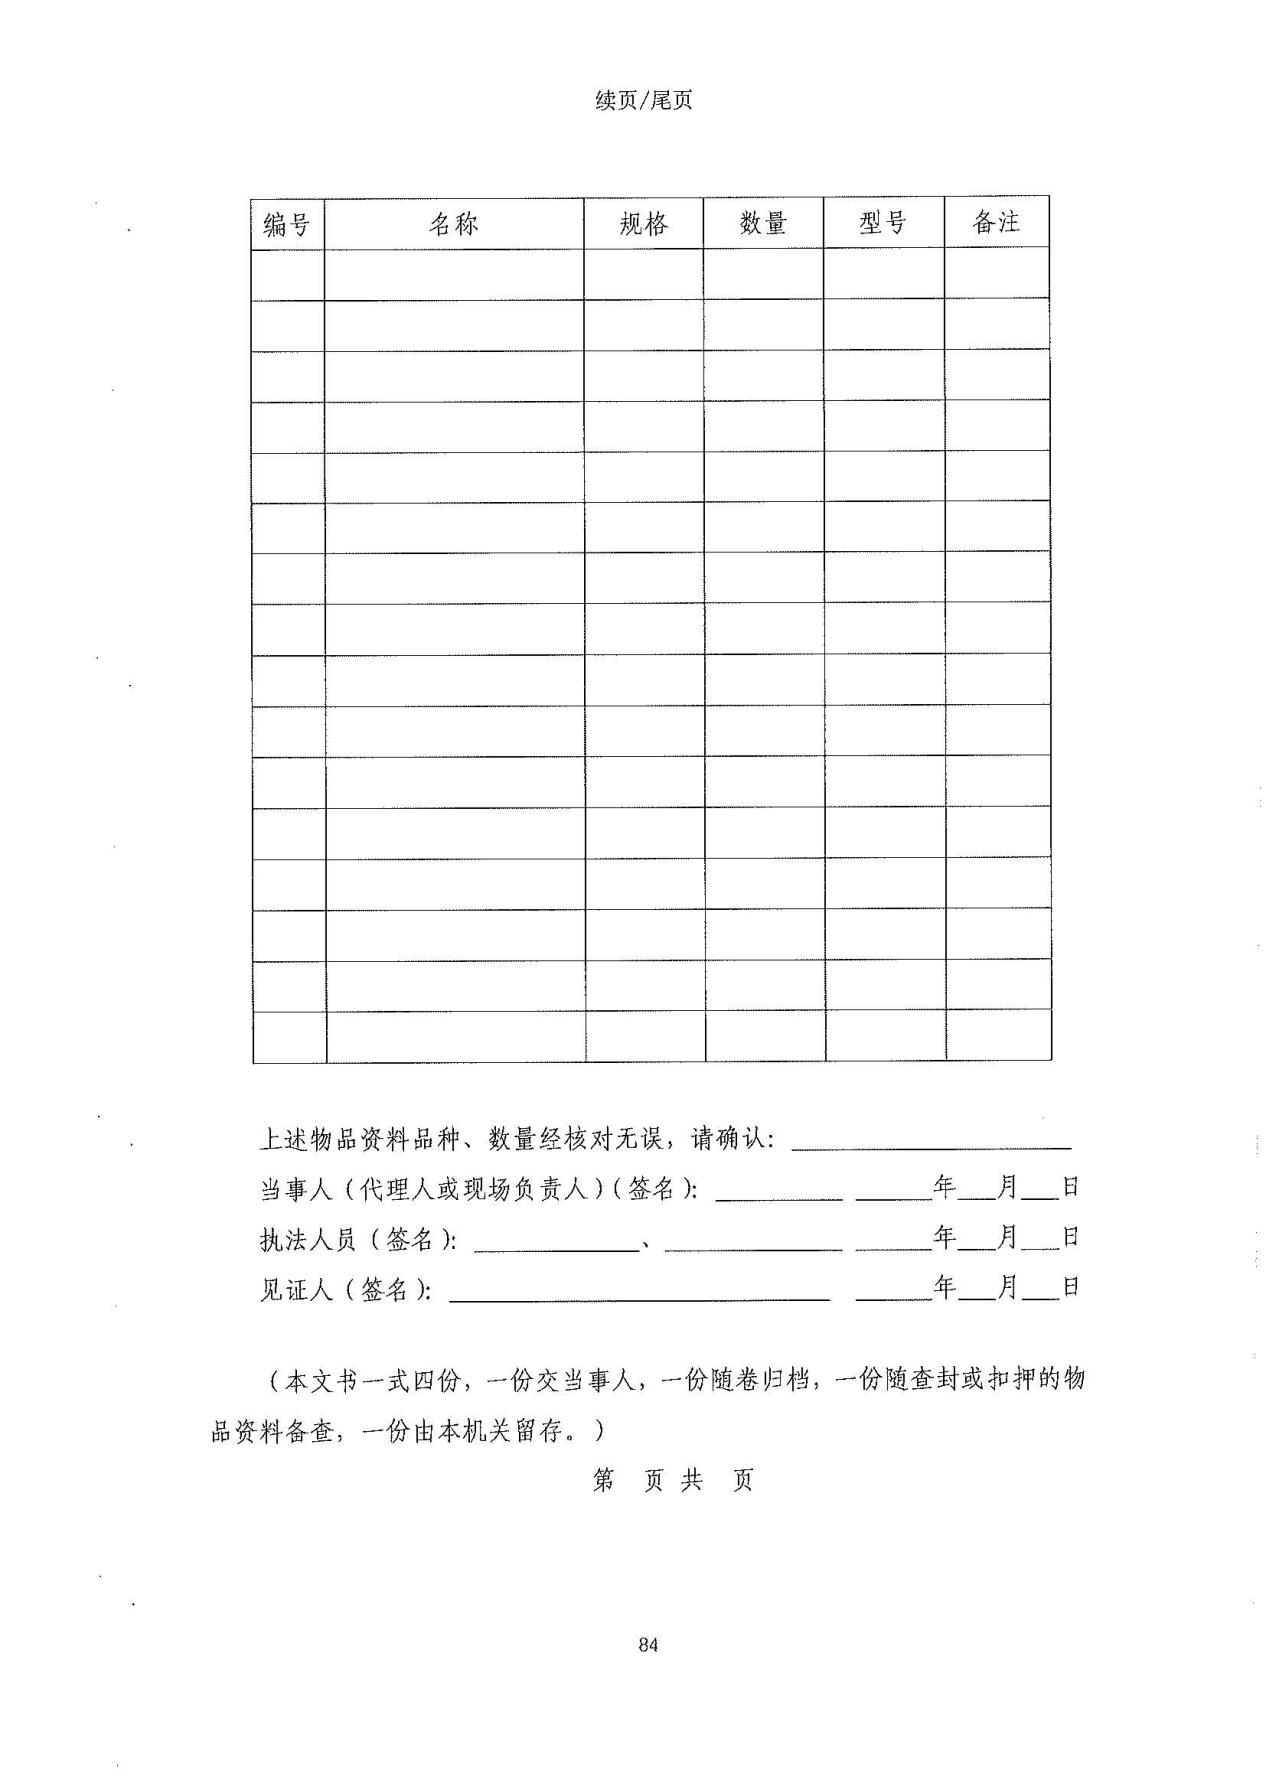 续页/尾页
编号 名称 规格 数量 型号 备注
上述物品资料品种、数量经核对无误，请确认：
当事人（代理人或现场负责人）（签名）： 年 月 日
执法人员（签名）： 、 年 月 日
见证人（签名）： 年 月 日
（本文书一式四份，一份交当事人，一份随卷归档，一份随查封或扣押的物
品资料备查，一份由本机关留存。）
第 页 共 页
84